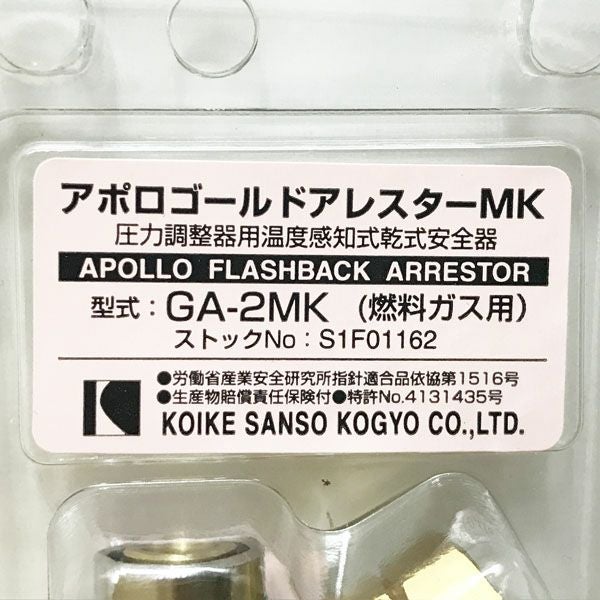 アポロゴールドアレスターMK
圧力調整器用温度感知式乾式安全器
APOLLO FLASHBACK ARRESTOR
型式：GA-2MK （燃料ガス用）
ストックNo：S1F01162
●労働省産業安全研究所指針適合品依協第1516号
●生産物賠償責任保険付●特許No.4131435号
KOIKE SANSO KOGYO CO.,LTD.